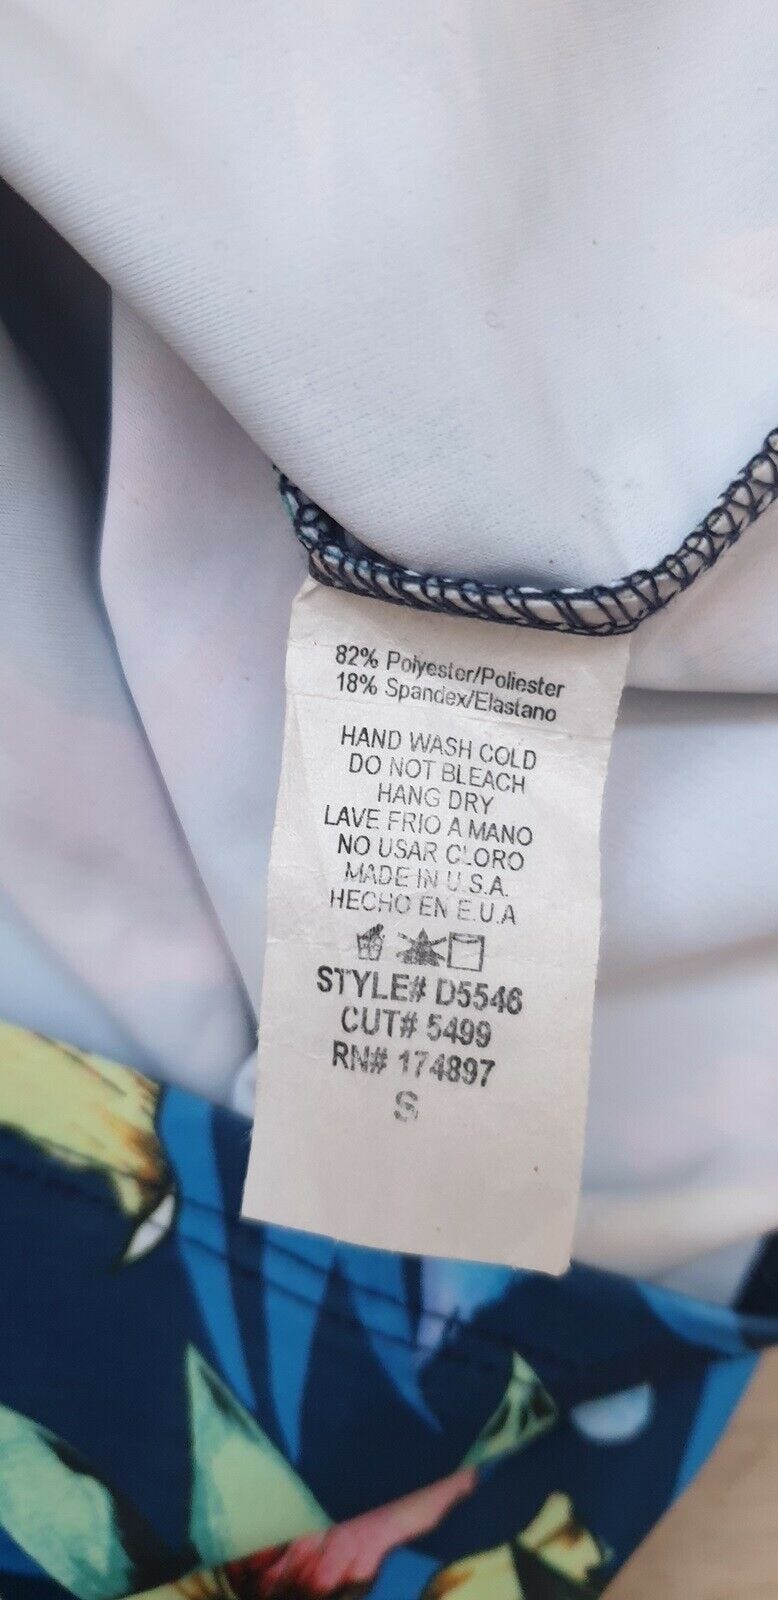 82% Polyester/Poliester
18% Spandex/Elastano
HAND WASH COLD
DO NOT BLEACH
HANG DRY
LAVE FRIO A MANO
NO USAR CLORO
MADE IN U.S.A.
HECHO EN E.U.A
STYLE# D5546
CUT# 5499
RN# 174897
S